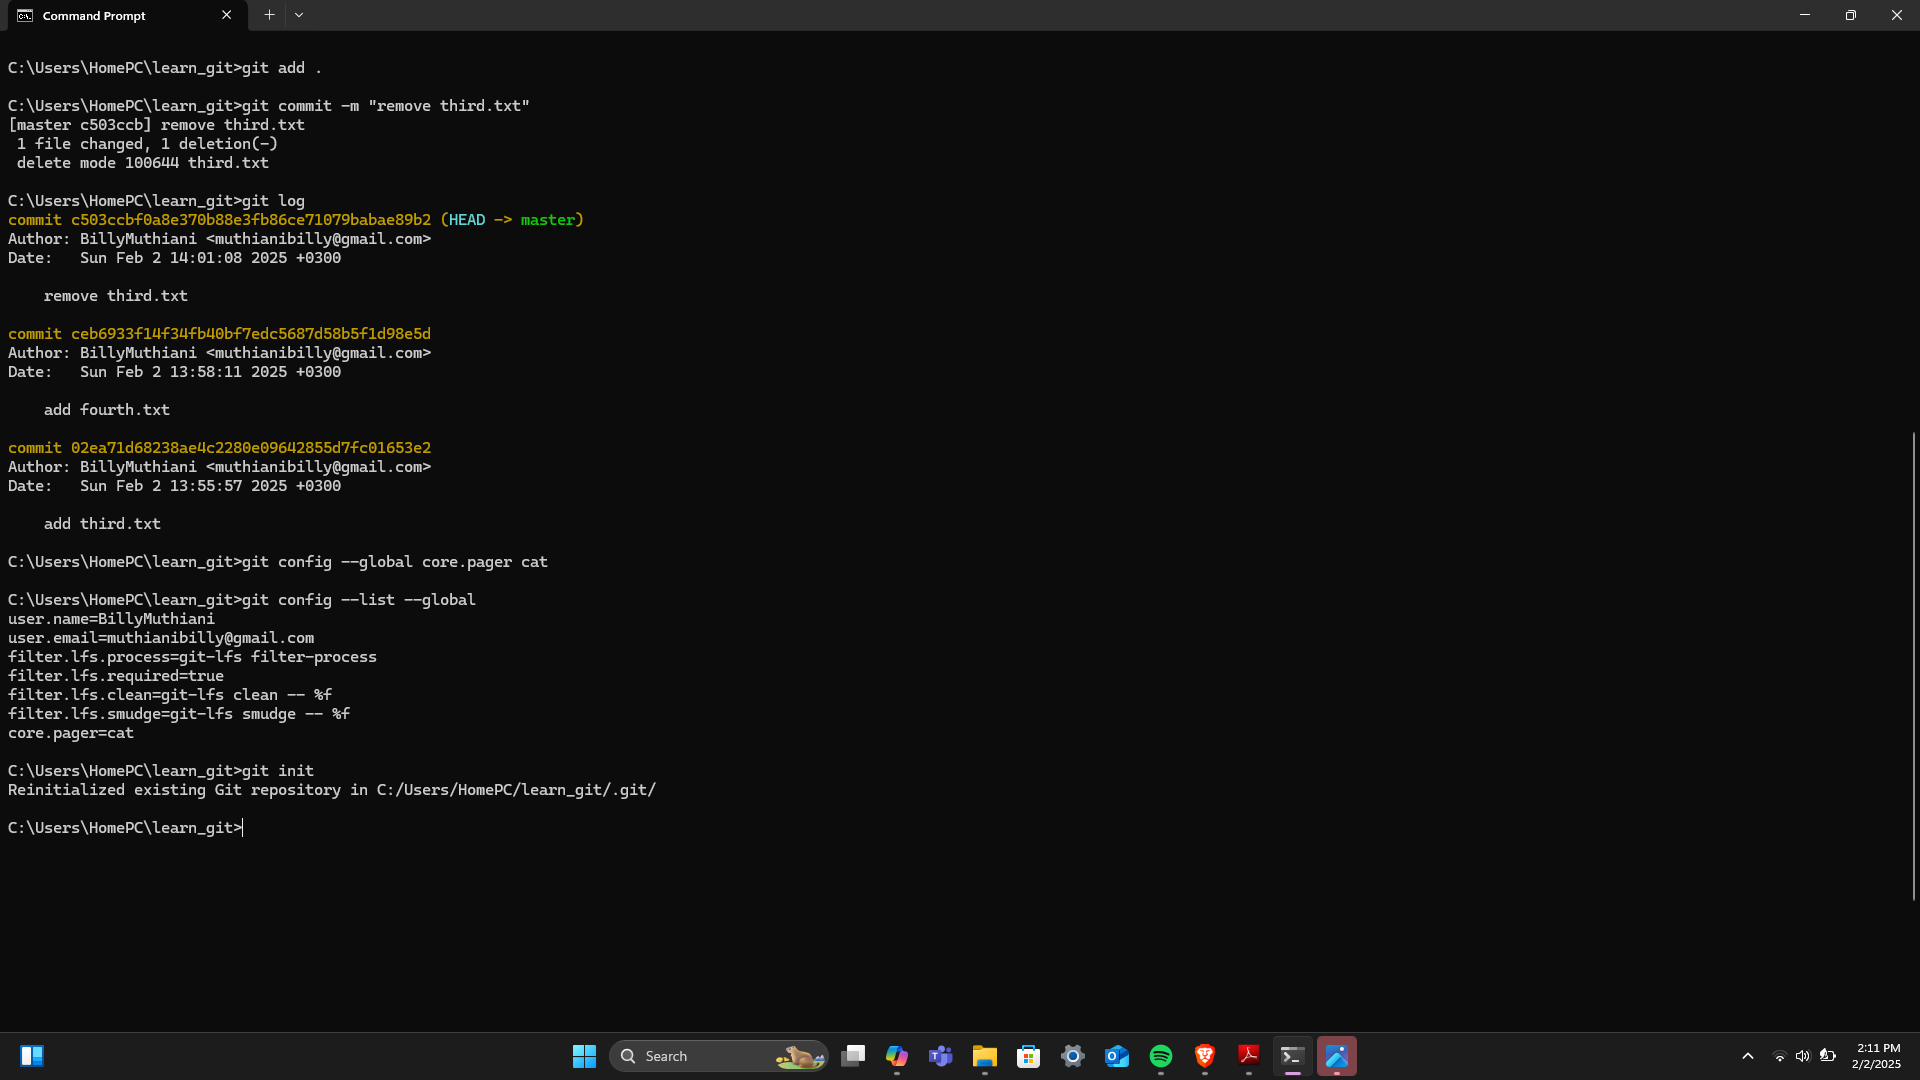 Command Prompt
C:\Users\HomePC\learn_git>git add .
C:\Users\HomePC\learn_git>git commit -m "remove third.txt"
[master c503ccb] remove third.txt
 1 file changed, 1 deletion(-)
 delete mode 100644 third.txt
C:\Users\HomePC\learn_git>git log
commit c503ccbf0a8e370b88e3fb86ce71079babae89b2 (HEAD -> master)
Author: BillyMuthiani <muthianibilly@gmail.com>
Date:   Sun Feb 2 14:01:08 2025 +0300
    remove third.txt
commit ceb6933f14f34fb40bf7edc5687d58b5f1d98e5d
Author: BillyMuthiani <muthianibilly@gmail.com>
Date:   Sun Feb 2 13:58:11 2025 +0300
    add fourth.txt
commit 02ea71d68238ae4c2280e09642855d7fc01653e2
Author: BillyMuthiani <muthianibilly@gmail.com>
Date:   Sun Feb 2 13:55:57 2025 +0300
    add third.txt
C:\Users\HomePC\learn_git>git config --global core.pager cat
C:\Users\HomePC\learn_git>git config --list --global
user.name=BillyMuthiani
user.email=muthianibilly@gmail.com
filter.lfs.process=git-lfs filter-process
filter.lfs.required=true
filter.lfs.clean=git-lfs clean -- %f
filter.lfs.smudge=git-lfs smudge -- %f
core.pager=cat
C:\Users\HomePC\learn_git>git init
Reinitialized existing Git repository in C:/Users/HomePC/learn_git/.git/
C:\Users\HomePC\learn_git>
Search
2:11 PM
2/2/2025